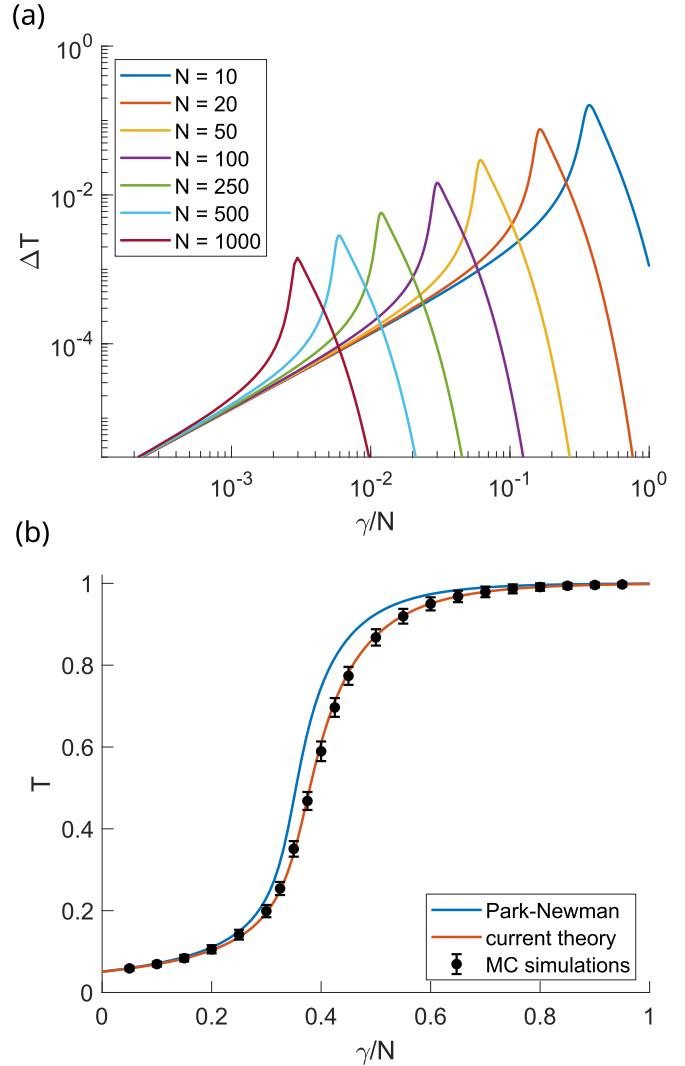 (a)
10^0
10^-2
10^-4
ΔT
N = 10
N = 20
N = 50
N = 100
N = 250
N = 500
N = 1000
10^-3
10^-2
10^-1
10^0
γ/N
(b)
1
0.8
0.6
0.4
0.2
0
T
Park-Newman
current theory
MC simulations
0
0.2
0.4
0.6
0.8
1
γ/N